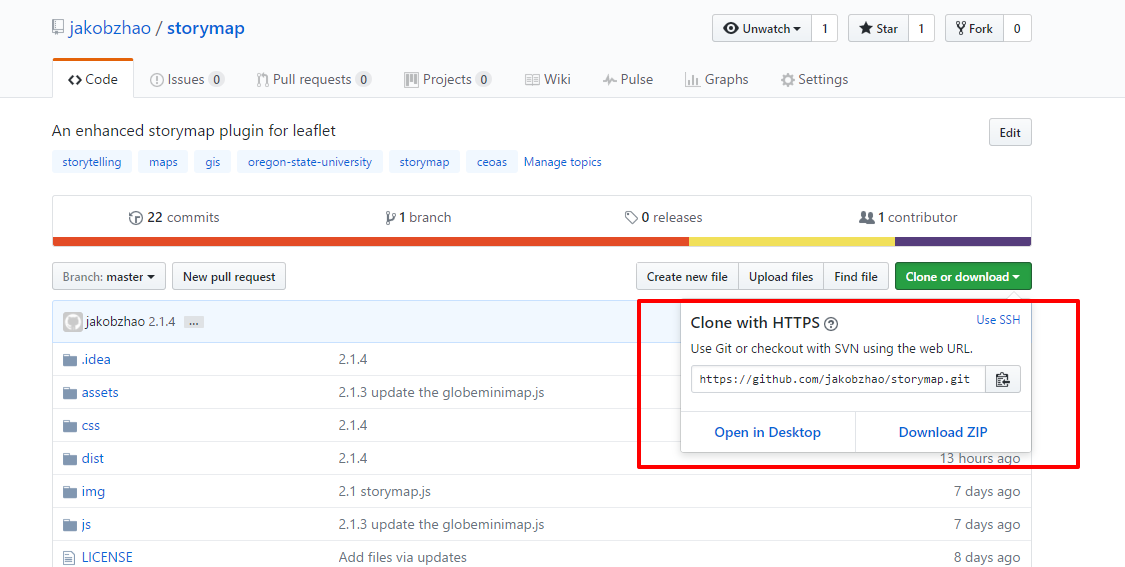 jakobzhao / storymap
Unwatch 1 Star 1 Fork 0
Code Issues 0 Pull requests 0 Projects 0 Wiki Pulse Graphs Settings
An enhanced storymap plugin for leaflet
Edit
storytelling maps gis oregon-state-university storymap ceoas Manage topics
22 commits 1 branch 0 releases 1 contributor
Branch: master New pull request Create new file Upload files Find file Clone or download
jakobzhao 2.1.4 ...
Clone with HTTPS ? Use SSH
Use Git or checkout with SVN using the web URL.
https://github.com/jakobzhao/storymap.git
Open in Desktop Download ZIP
.idea 2.1.4
assets 2.1.3 update the globeminimap.js
css 2.1.4
dist 2.1.4 13 hours ago
img 2.1 storymap.js 7 days ago
js 2.1.3 update the globeminimap.js 7 days ago
LICENSE Add files via updates 8 days ago